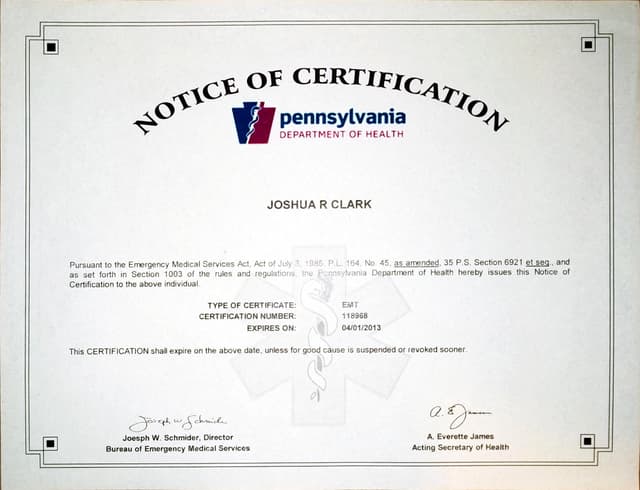 NOTICE OF CERTIFICATION
pennsylvania
DEPARTMENT OF HEALTH
JOSHUA R CLARK
Pursuant to the Emergency Medical Services Act, Act of July 3, 1985, P.L. 164, No. 45, as amended, 35 P.S. Section 6921 et seq., and
as set forth in Section 1003 of the rules and regulations, the Pennsylvania Department of Health hereby issues this Notice of
Certification to the above individual.
TYPE OF CERTIFICATE: EMT
CERTIFICATION NUMBER: 118968
EXPIRES ON: 04/01/2013
This CERTIFICATION shall expire on the above date, unless for good cause is suspended or revoked sooner.
Joesph W Schmider
A. E James
Joesph W. Schmider, Director
Bureau of Emergency Medical Services
A. Everette James
Acting Secretary of Health